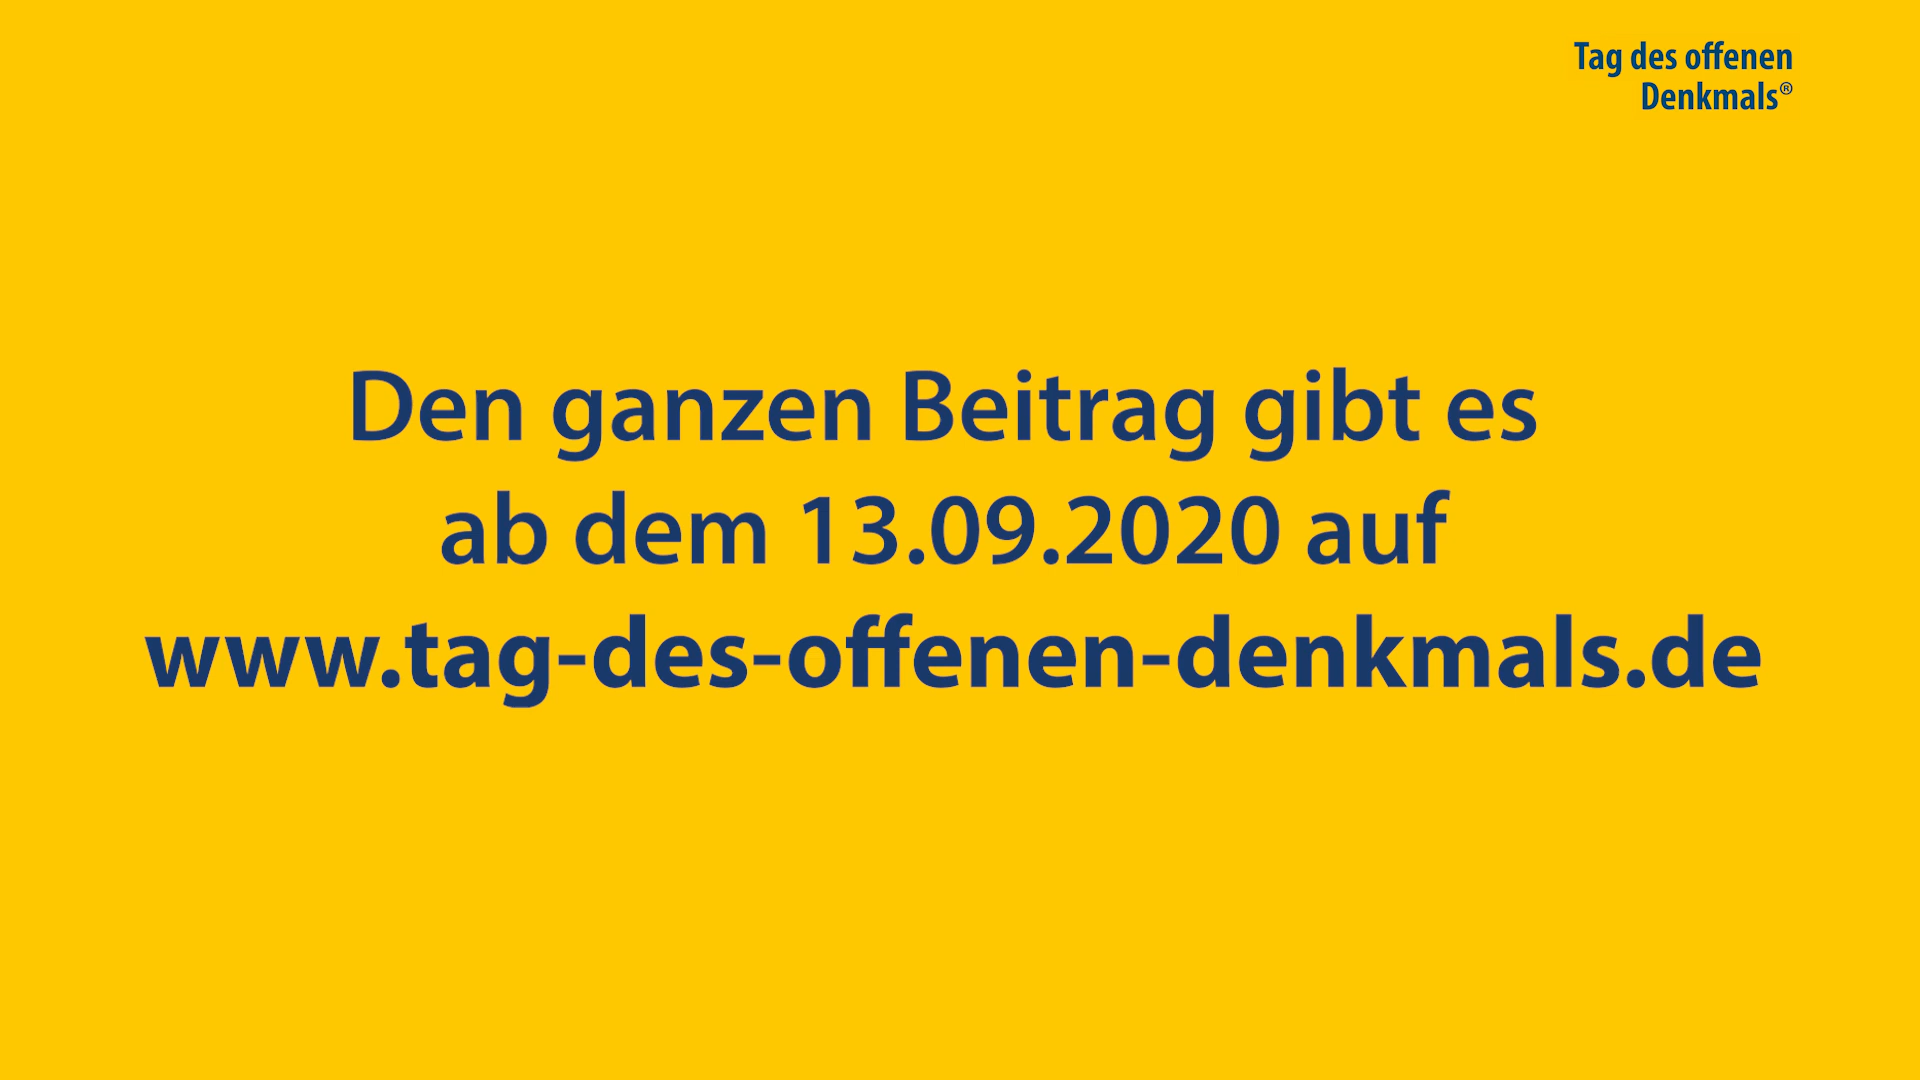 Tag des offenen
Denkmals®
Den ganzen Beitrag gibt es
ab dem 13.09.2020 auf
www.tag-des-offenen-denkmals.de